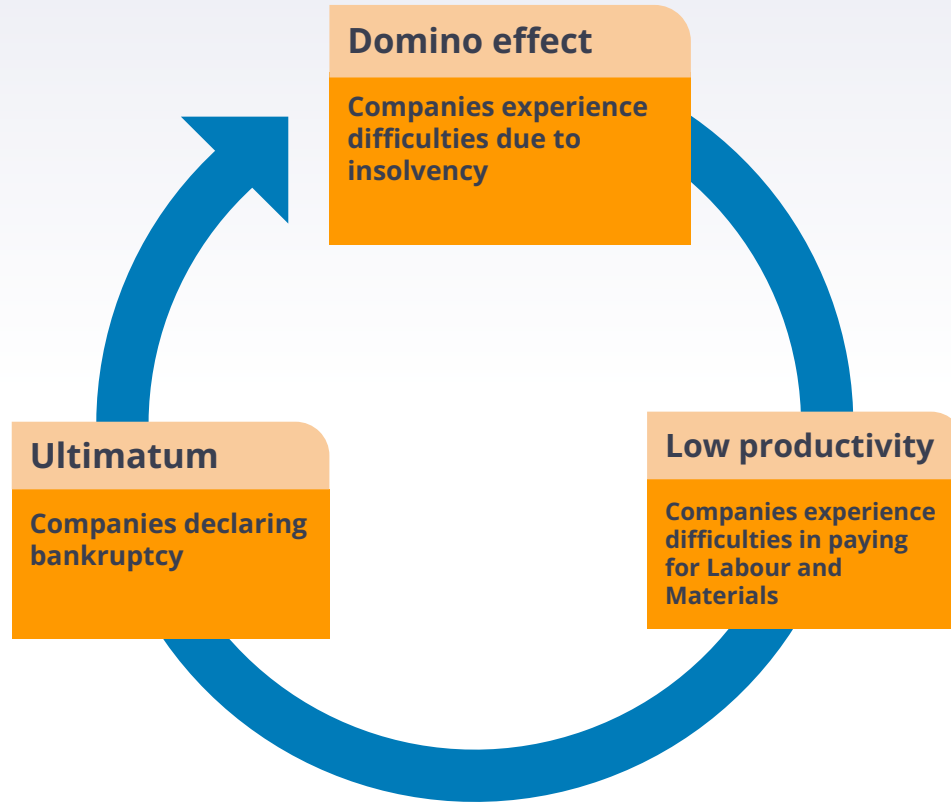 Domino effect
Companies experience
difficulties due to
insolvency
Low productivity
Companies experience
difficulties in paying
for Labour and
Materials
Ultimatum
Companies declaring
bankruptcy